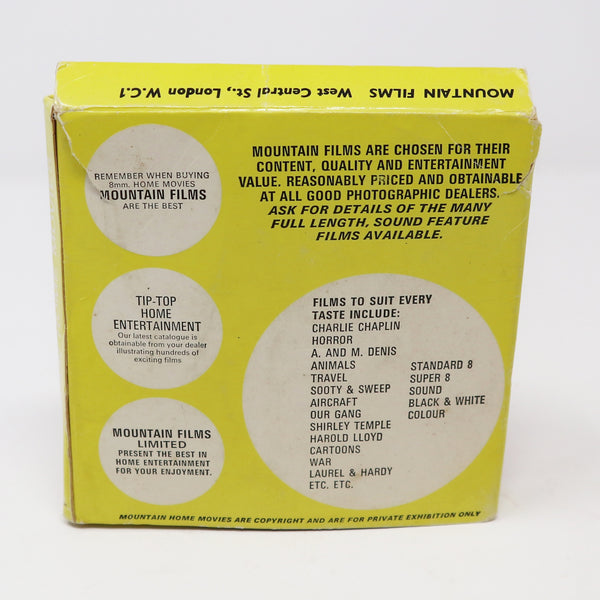 MOUNTAIN FILMS West Central St., London W.C.1
MOUNTAIN FILMS ARE CHOSEN FOR THEIR
CONTENT, QUALITY AND ENTERTAINMENT
VALUE. REASONABLY PRICED AND OBTAINABLE
AT ALL GOOD PHOTOGRAPHIC DEALERS.
ASK FOR DETAILS OF THE MANY
FULL LENGTH, SOUND FEATURE
FILMS AVAILABLE.
REMEMBER WHEN BUYING
8mm. HOME MOVIES
MOUNTAIN FILMS
ARE THE BEST
TIP-TOP
HOME
ENTERTAINMENT
Our latest catalogue is
obtainable from your dealer
illustrating hundreds of
exciting films
MOUNTAIN FILMS
LIMITED
PRESENT THE BEST IN
HOME ENTERTAINMENT
FOR YOUR ENJOYMENT.
FILMS TO SUIT EVERY
TASTE INCLUDE:
CHARLIE CHAPLIN
HORROR
A. AND M. DENIS
ANIMALS
TRAVEL
SOOTY & SWEEP
AIRCRAFT
OUR GANG
SHIRLEY TEMPLE
HAROLD LLOYD
CARTOONS
WAR
LAUREL & HARDY
ETC. ETC.
STANDARD 8
SUPER 8
SOUND
BLACK & WHITE
COLOUR
MOUNTAIN HOME MOVIES ARE COPYRIGHT AND ARE FOR PRIVATE EXHIBITION ONLY